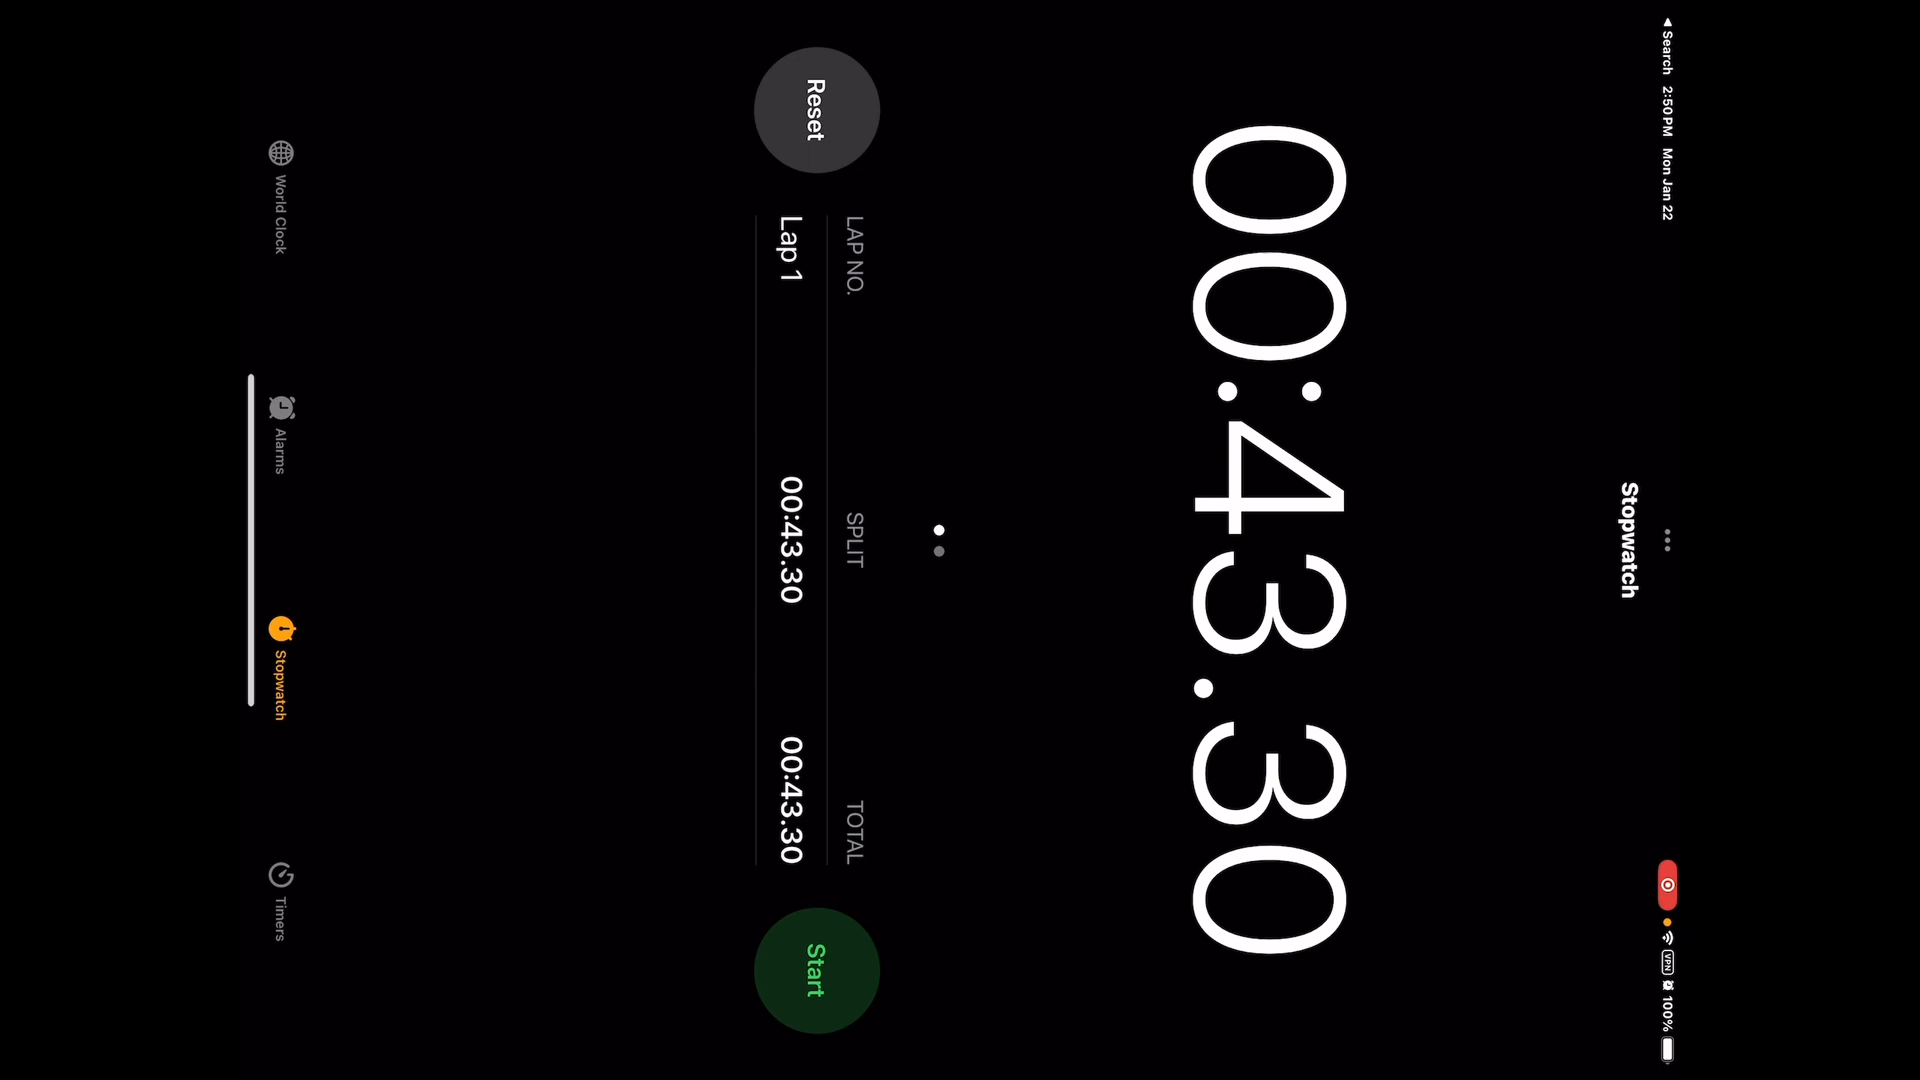 Search 2:50 PM Mon Jan 22 VPN 100%
Stopwatch
00:43.30
LAP NO. SPLIT TOTAL
Lap 1 00:43.30 00:43.30
Reset Start
World Clock Alarms Stopwatch Timers